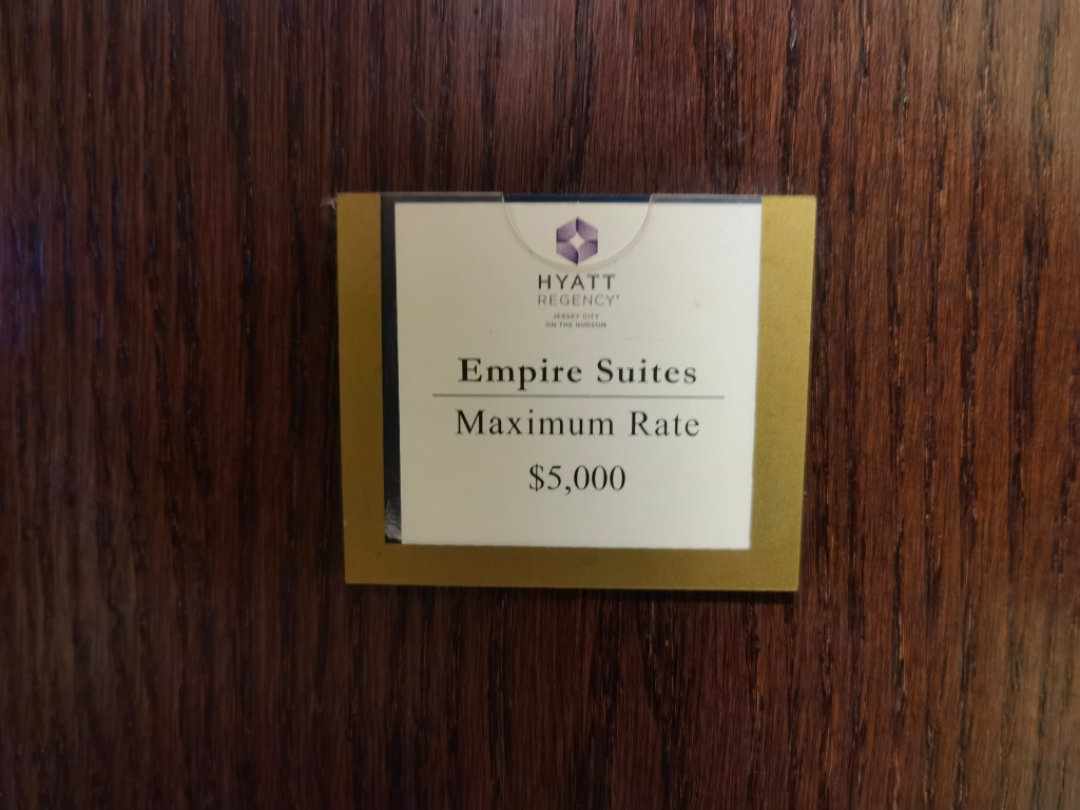 HYATT
REGENCY®
JERSEY CITY
ON THE HUDSON
Empire Suites
Maximum Rate
$5,000